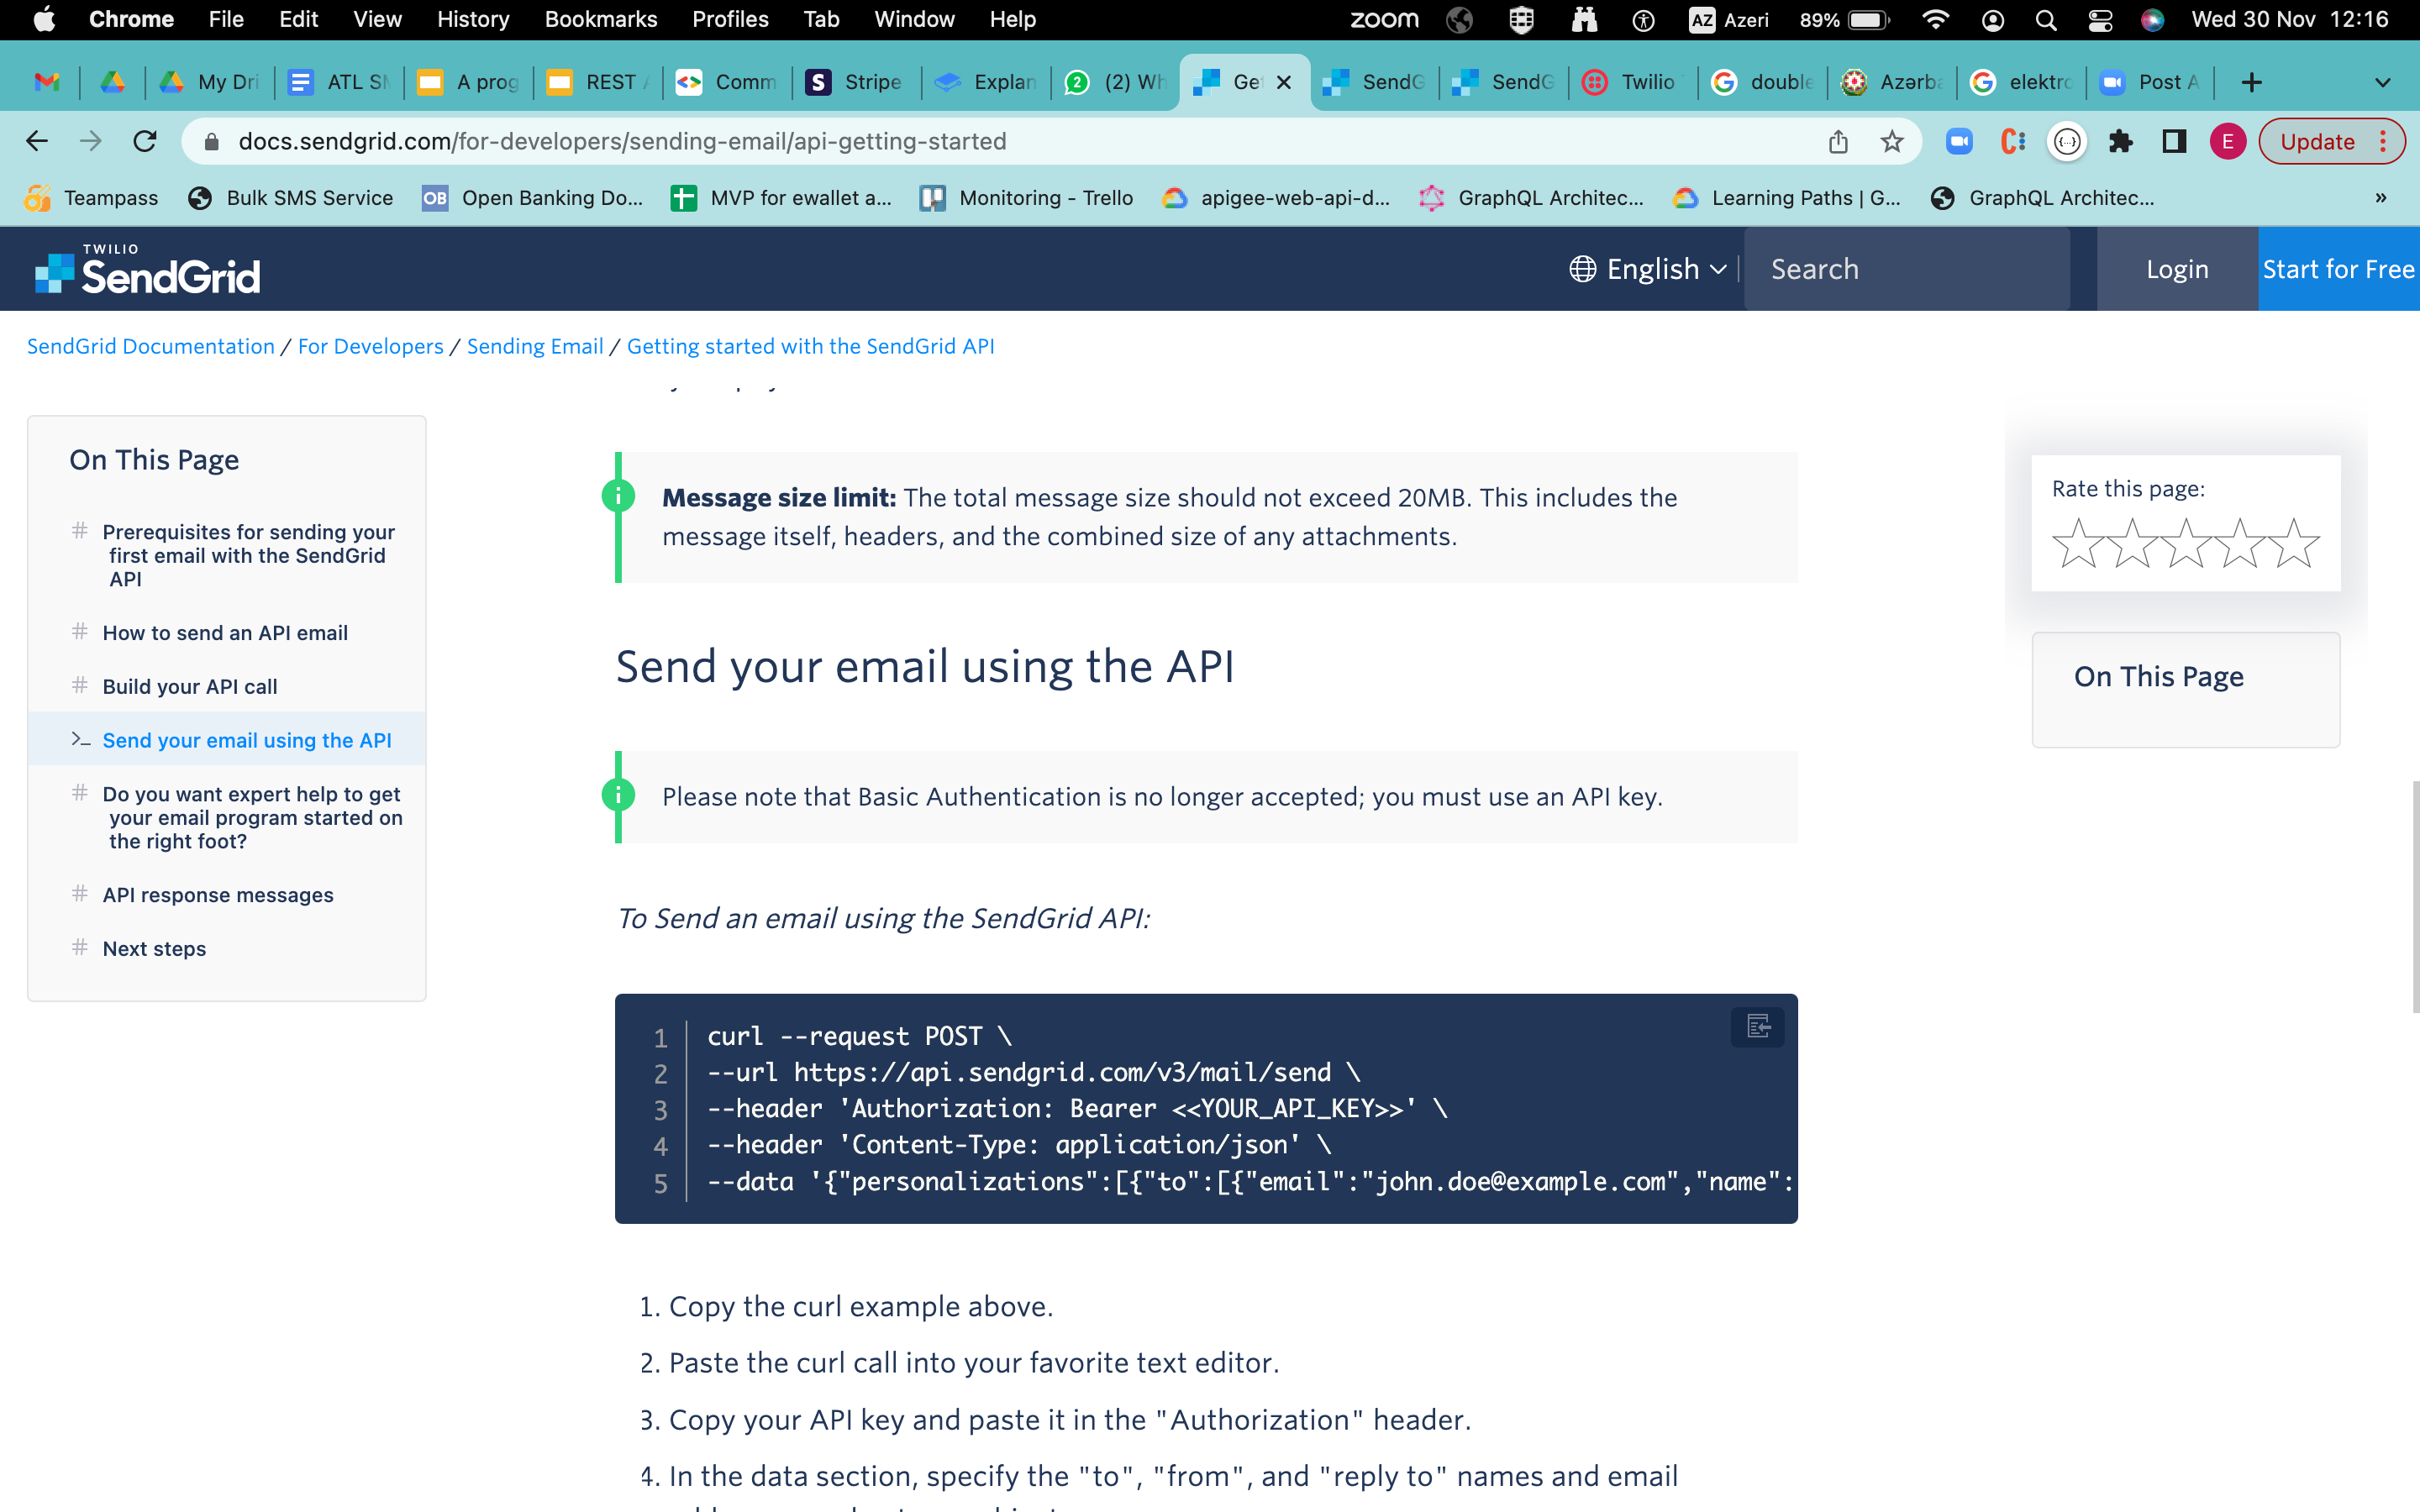 Chrome File Edit View History Bookmarks Profiles Tab Window Help zoom AZ Azeri 89% Wed 30 Nov 12:16
My Dri ATL SM A prog REST Comm S Stripe Explan 2 (2) Wh Get SendG SendG Twilio double Azərba elektro Post A
docs.sendgrid.com/for-developers/sending-email/api-getting-started E Update
Teampass Bulk SMS Service OB Open Banking Do... MVP for ewallet a... Monitoring - Trello apigee-web-api-d... GraphQL Architec... Learning Paths | G... GraphQL Architec... »
TWILIO
SendGrid English Search Login Start for Free
SendGrid Documentation / For Developers / Sending Email / Getting started with the SendGrid API
On This Page
# Prerequisites for sending your
first email with the SendGrid
API
# How to send an API email
# Build your API call
>_ Send your email using the API
# Do you want expert help to get
your email program started on
the right foot?
# API response messages
# Next steps
Message size limit: The total message size should not exceed 20MB. This includes the
message itself, headers, and the combined size of any attachments.
Send your email using the API
Please note that Basic Authentication is no longer accepted; you must use an API key.
To Send an email using the SendGrid API:
1 curl --request POST \
2 --url https://api.sendgrid.com/v3/mail/send \
3 --header 'Authorization: Bearer <<YOUR_API_KEY>>' \
4 --header 'Content-Type: application/json' \
5 --data '{"personalizations":[{"to":[{"email":"john.doe@example.com","name":
1. Copy the curl example above.
2. Paste the curl call into your favorite text editor.
3. Copy your API key and paste it in the "Authorization" header.
4. In the data section, specify the "to", "from", and "reply to" names and email
Rate this page:
On This Page